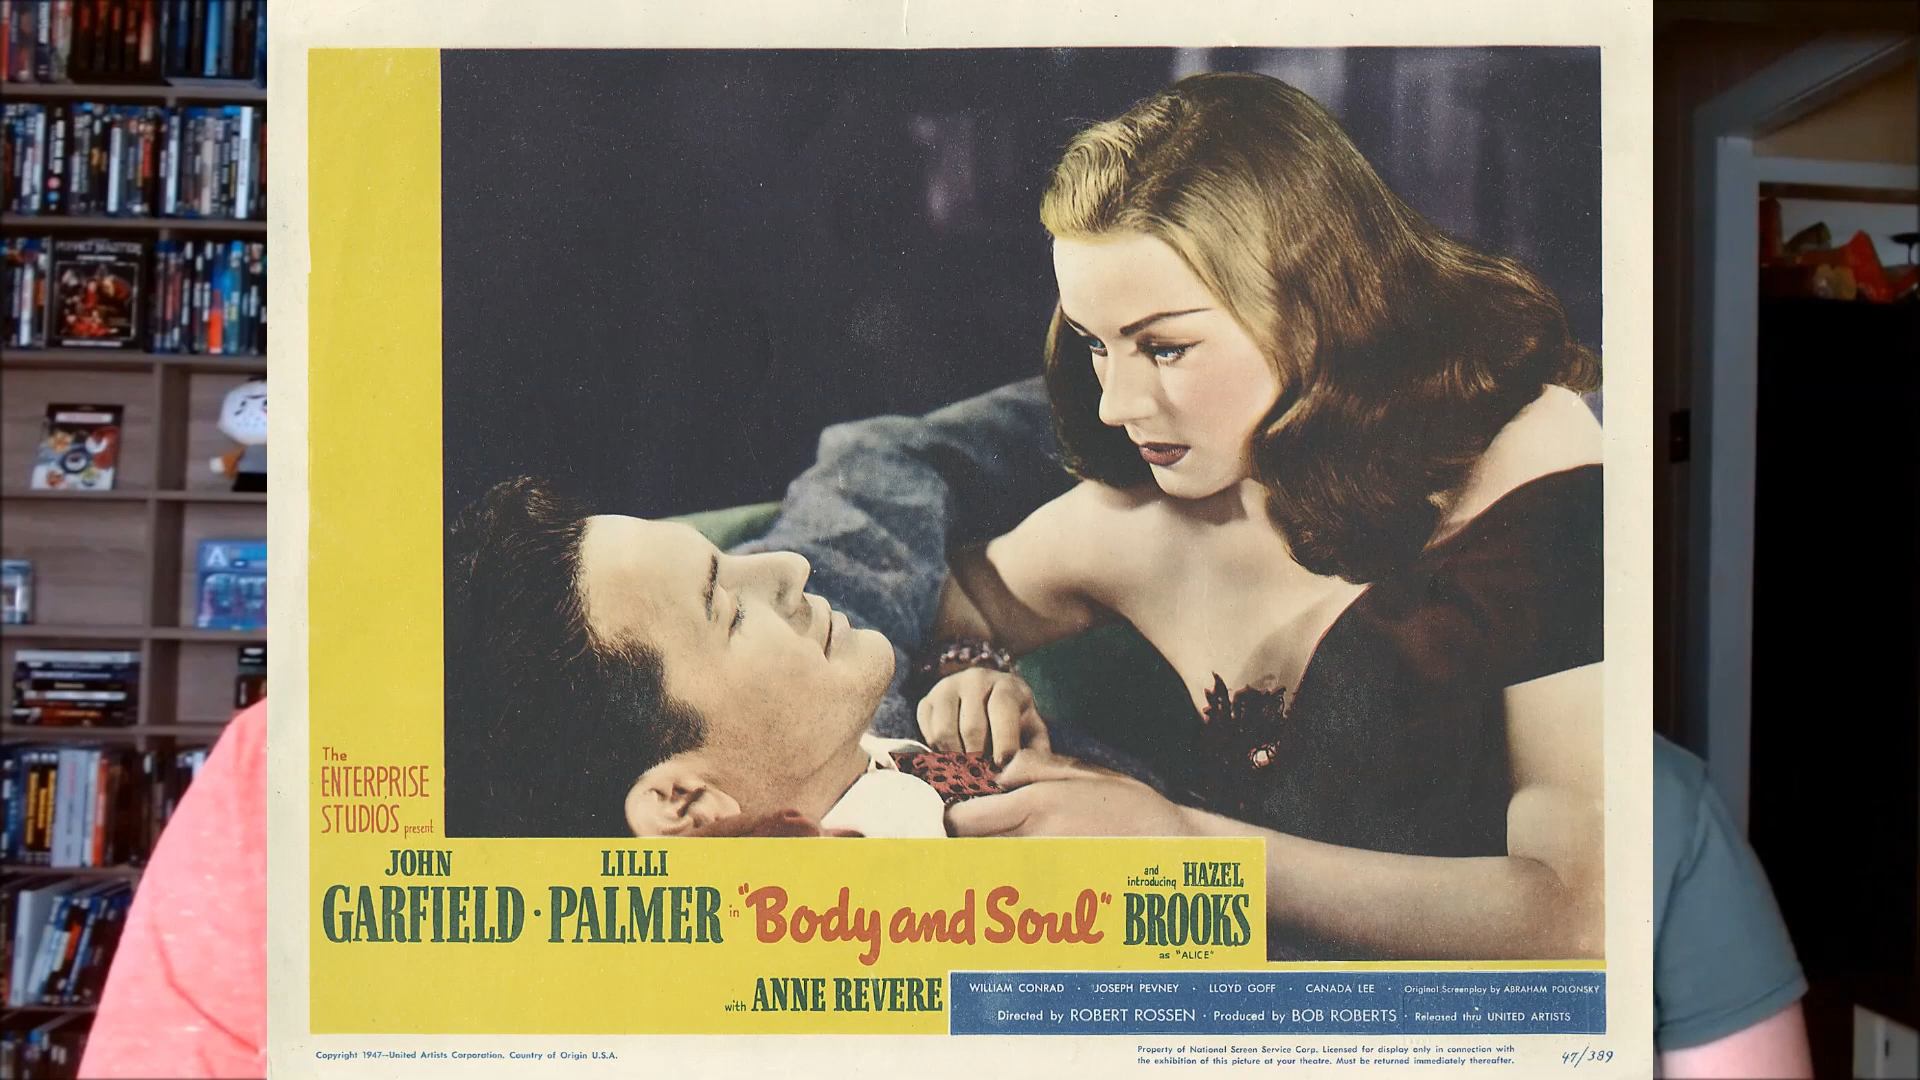 The
ENTERPRISE
STUDIOS present
JOHN
GARFIELD · LILLI
PALMER in "Body and Soul" and
introducing HAZEL
BROOKS
as "ALICE"
with ANNE REVERE
WILLIAM CONRAD · JOSEPH PEVNEY · LLOYD GOFF · CANADA LEE · Original Screenplay by ABRAHAM POLONSKY
Directed by ROBERT ROSSEN · Produced by BOB ROBERTS · Released thru UNITED ARTISTS
Copyright 1947—United Artists Corporation. Country of Origin U.S.A.
Property of National Screen Service Corp. Licensed for display only in connection with
the exhibition of this picture at your theatre. Must be returned immediately thereafter.
47/389